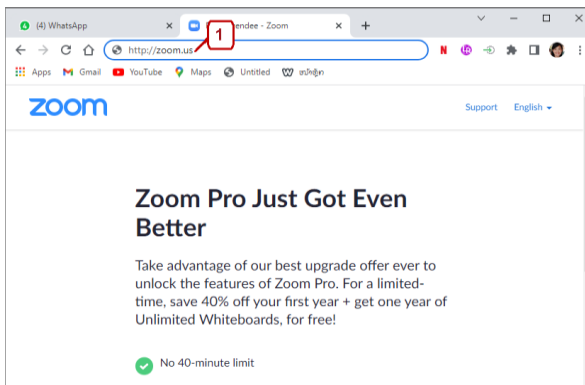 (4) WhatsApp
endee - Zoom
1
http://zoom.us
Apps Gmail YouTube Maps Untitled
zoom
Support English
Zoom Pro Just Got Even
Better
Take advantage of our best upgrade offer ever to
unlock the features of Zoom Pro. For a limited-
time, save 40% off your first year + get one year of
Unlimited Whiteboards, for free!
No 40-minute limit